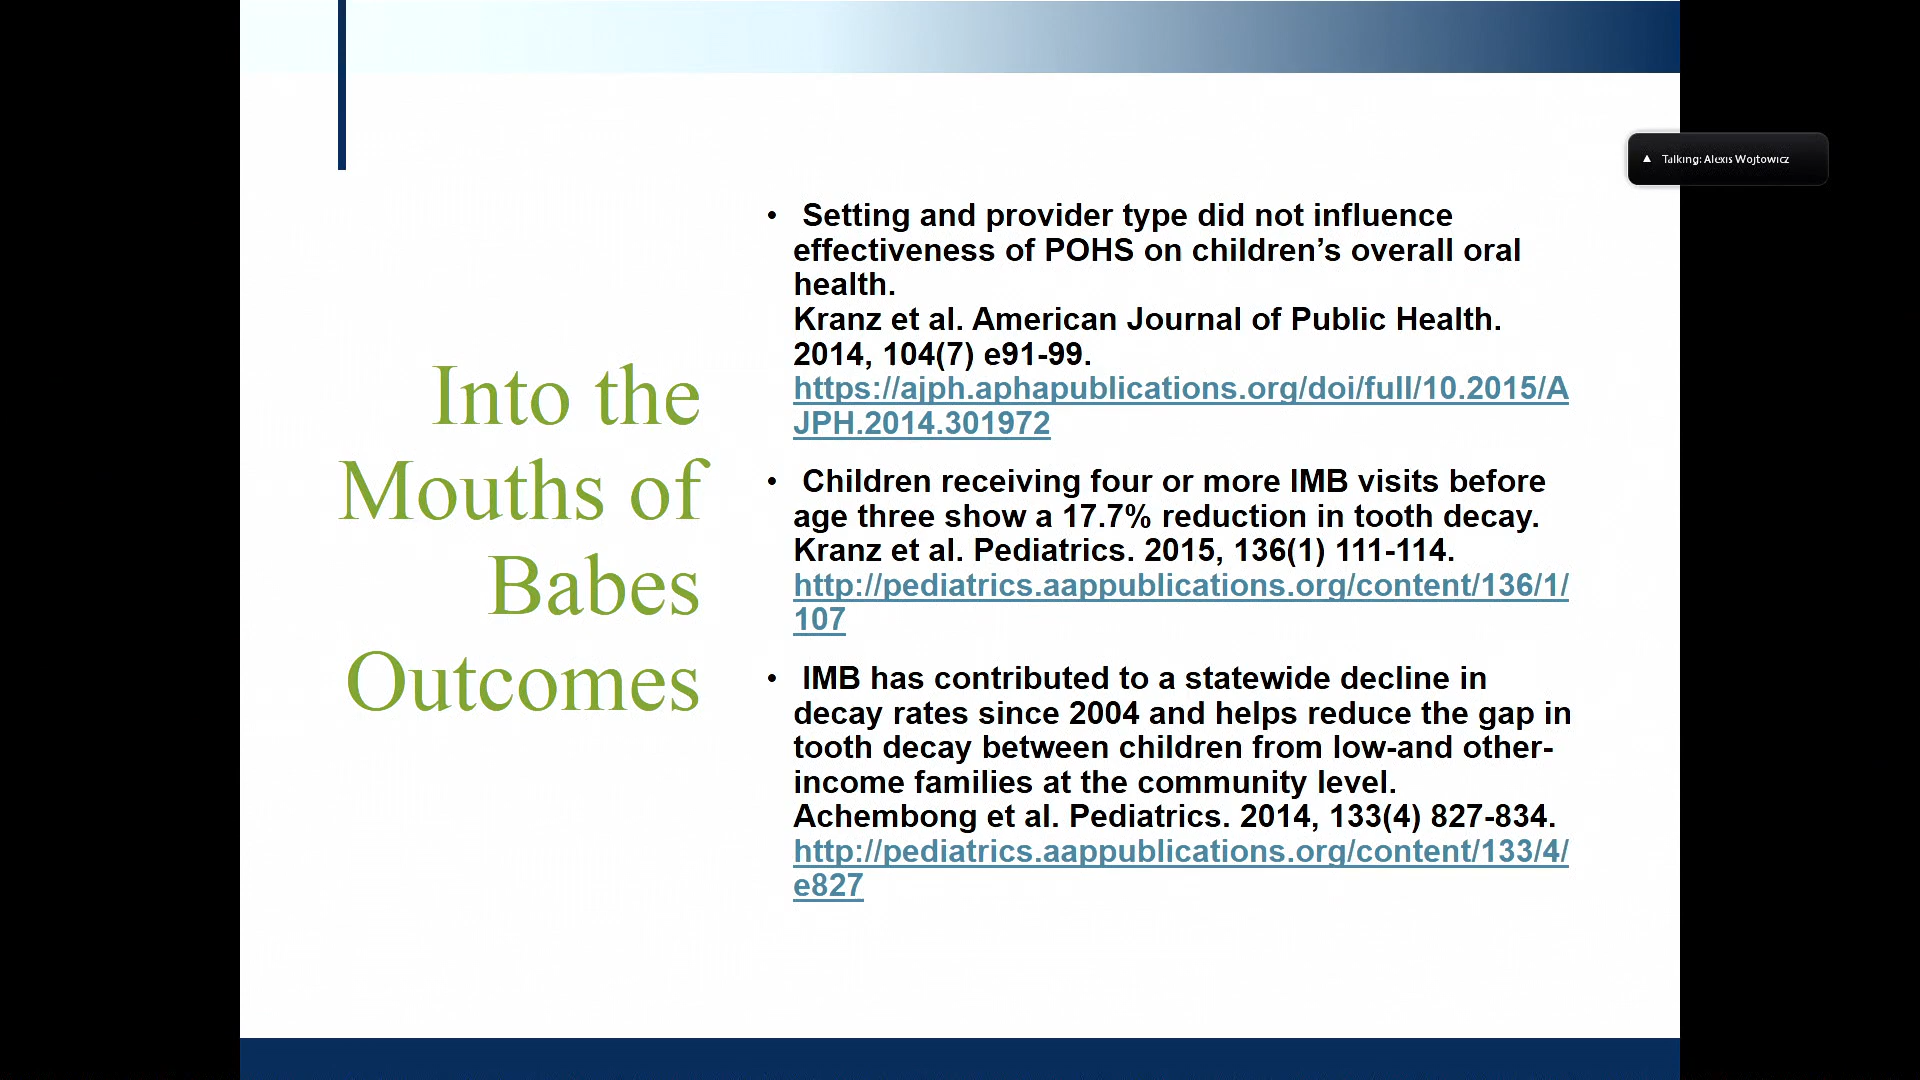 Talking: Alexis Wojtowicz
Into the
Mouths of
Babes
Outcomes
• Setting and provider type did not influence
effectiveness of POHS on children’s overall oral
health.
Kranz et al. American Journal of Public Health.
2014, 104(7) e91-99.
https://ajph.aphapublications.org/doi/full/10.2015/A
JPH.2014.301972
• Children receiving four or more IMB visits before
age three show a 17.7% reduction in tooth decay.
Kranz et al. Pediatrics. 2015, 136(1) 111-114.
http://pediatrics.aappublications.org/content/136/1/
107
• IMB has contributed to a statewide decline in
decay rates since 2004 and helps reduce the gap in
tooth decay between children from low-and other-
income families at the community level.
Achembong et al. Pediatrics. 2014, 133(4) 827-834.
http://pediatrics.aappublications.org/content/133/4/
e827